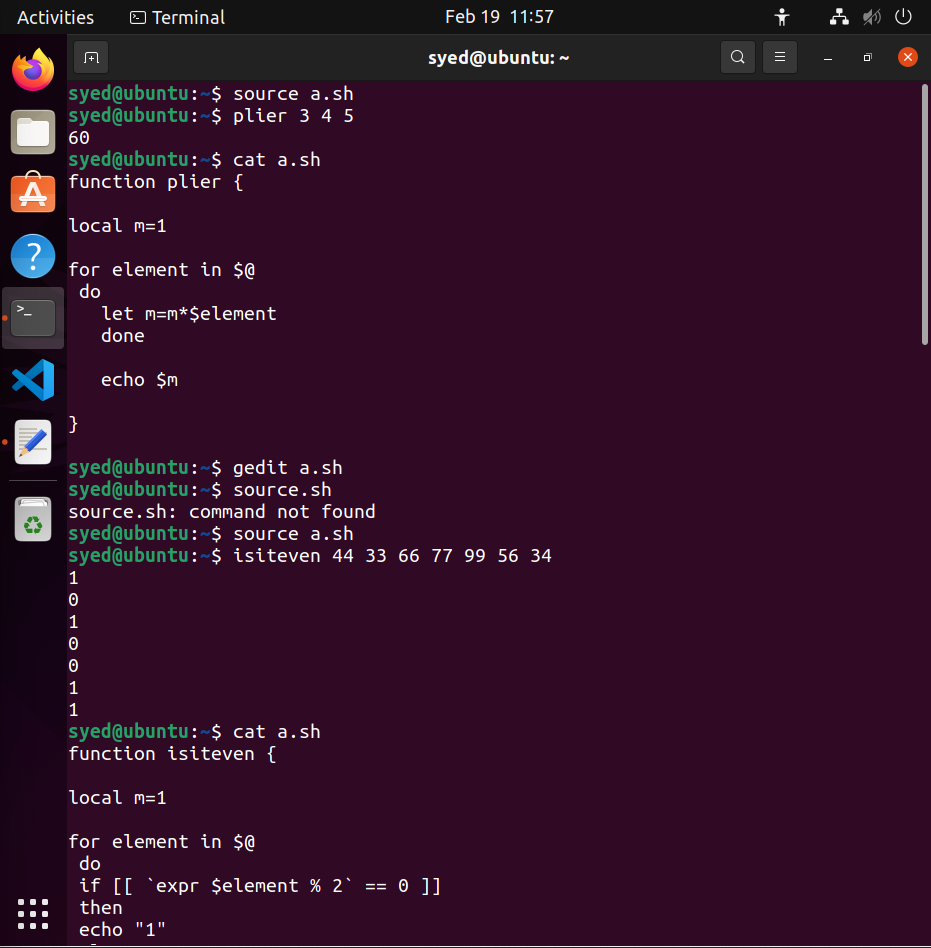 Activities
Terminal
Feb 19 11:57
syed@ubuntu: ~
syed@ubuntu:~$ source a.sh
syed@ubuntu:~$ plier 3 4 5
60
syed@ubuntu:~$ cat a.sh
function plier {
local m=1
for element in $@
do
let m=m*$element
done
echo $m
}
syed@ubuntu:~$ gedit a.sh
syed@ubuntu:~$ source.sh
source.sh: command not found
syed@ubuntu:~$ source a.sh
syed@ubuntu:~$ isiteven 44 33 66 77 99 56 34
1
0
1
0
0
1
1
syed@ubuntu:~$ cat a.sh
function isiteven {
local m=1
for element in $@
do
if [[ `expr $element % 2` == 0 ]]
then
echo "1"